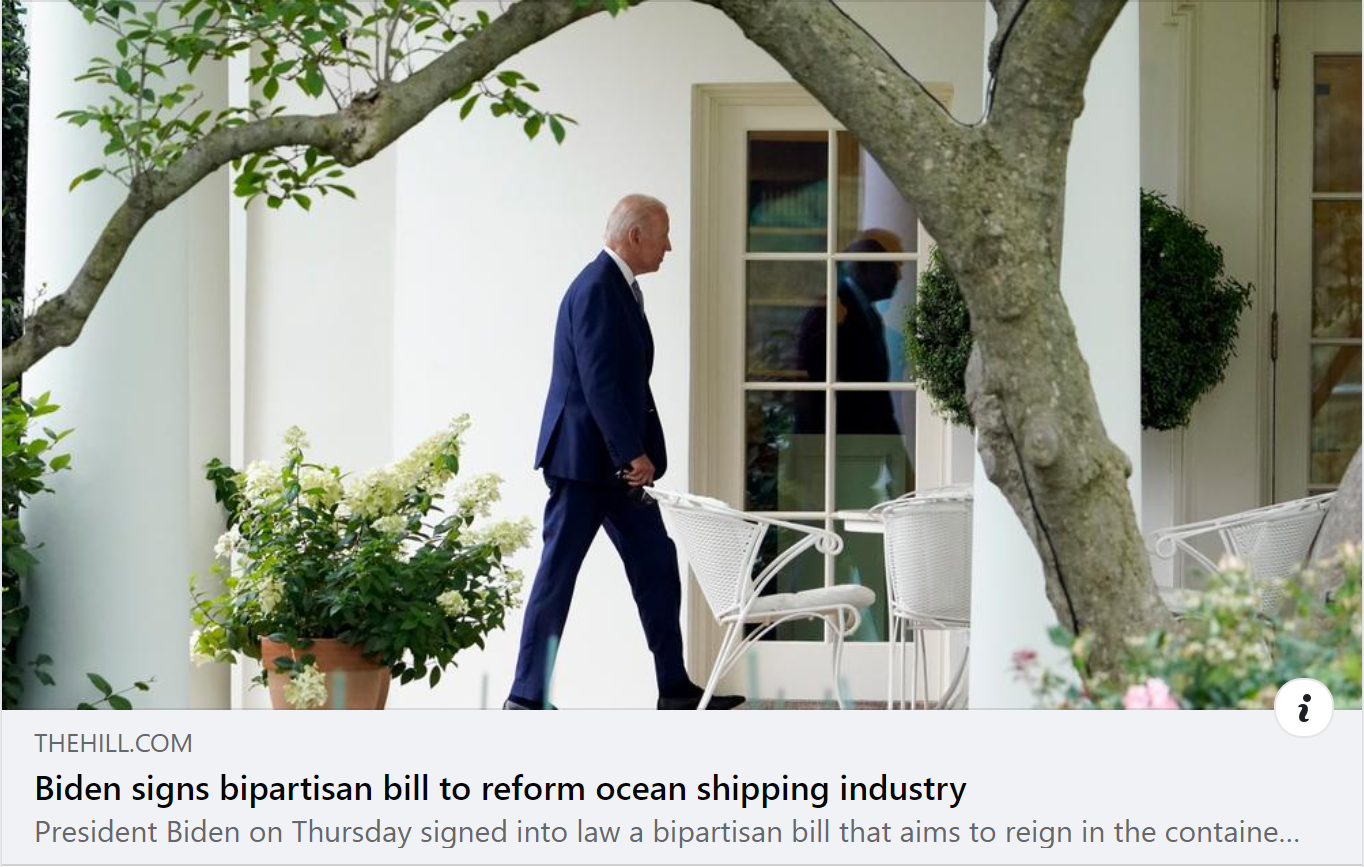 THEHILL.COM
Biden signs bipartisan bill to reform ocean shipping industry
President Biden on Thursday signed into law a bipartisan bill that aims to reign in the containe...